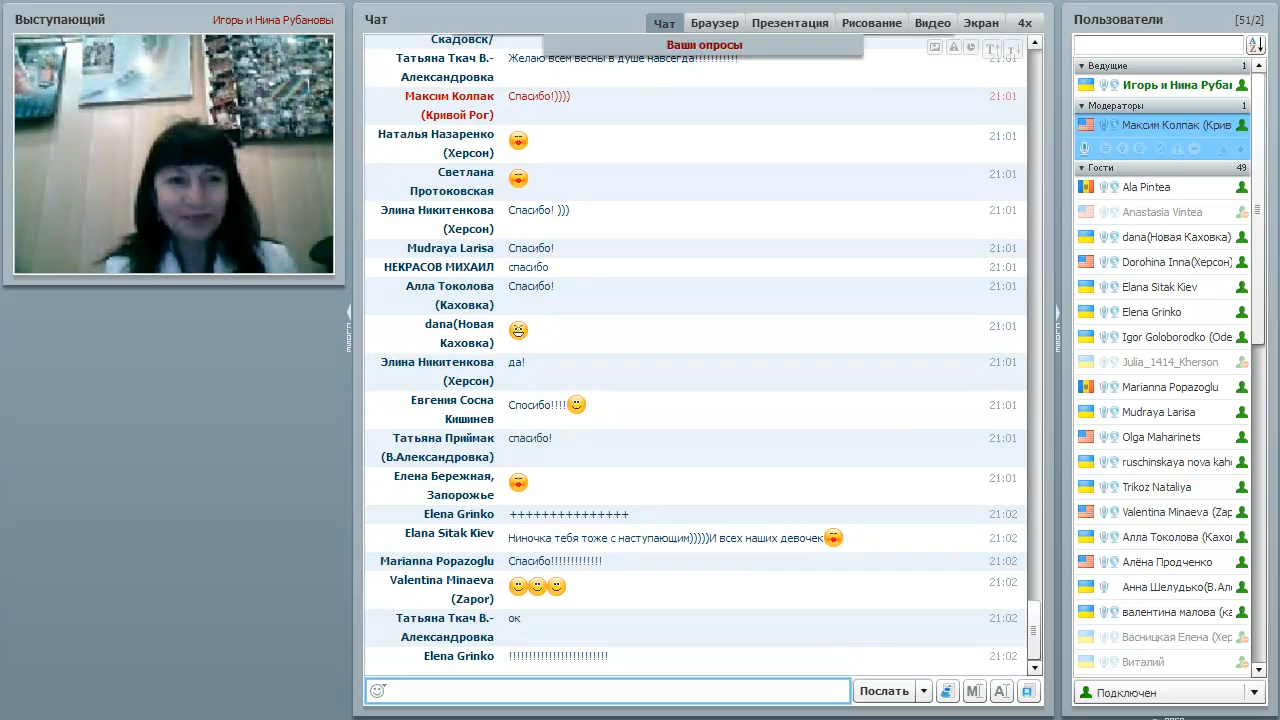 Выступающий
Игорь и Нина Рубановы
Чат
Чат
Браузер
Презентация
Рисование
Видео
Экран
4x
Ваши опросы
Скадовск/
Татьяна Ткач В.-
Александровка
Желаю всем весны в душе навсегда!!!!!!!!!!!
21:01
Максим Колпак
(Кривой Рог)
Спасибо!))))
21:01
Наталья Назаренко
(Херсон)
21:01
Светлана
Протоковская
21:01
Элина Никитенкова
(Херсон)
Спасибо! )))
21:01
Mudraya Larisa
Спасибо!
21:01
НЕКРАСОВ МИХАИЛ
спасибо
21:01
Алла Токолова
(Каховка)
Спасибо!
21:01
dana(Новая
Каховка)
21:01
Элина Никитенкова
(Херсон)
да!
21:01
Евгения Сосна
Кишинев
Спосибо!!!!
21:01
Татьяна Приймак
(В.Александровка)
спасибо!
21:01
Елена Бережная,
Запорожье
21:01
Elena Grinko
+++++++++++++++
21:02
Elana Sitak Kiev
Ниночка тебя тоже с наступающим)))))И всех наших девочек
21:02
Marianna Popazoglu
Спасибо!!!!!!!!!!!!!
21:02
Valentina Minaeva
(Zapor)
21:02
Татьяна Ткач В.-
Александровка
ок
21:02
Elena Grinko
!!!!!!!!!!!!!!!!!!!!!!!!!
21:02
Послать
Пользователи
[51/2]
Ведущие
1
Игорь и Нина Рубан
Модераторы
1
Максим Колпак (Крив
Гости
49
Ala Pintea
Anastasia Vintea
dana(Новая Каховка)
Dorohina Inna(Херсон)
Elana Sitak Kiev
Elena Grinko
Igor Goloborodko (Ode
Julia_1414_Kherson
Marianna Popazoglu
Mudraya Larisa
Olga Maharinets
ruschinskaya nova kah
Trikoz Nataliya
Valentina Minaeva (Zap
Алла Токолова (Кахо
Алёна Продченко
Анна Шелудько(В.Ал
валентина малова (ка
Васницкая Елена (Хер
Виталий
Подключен